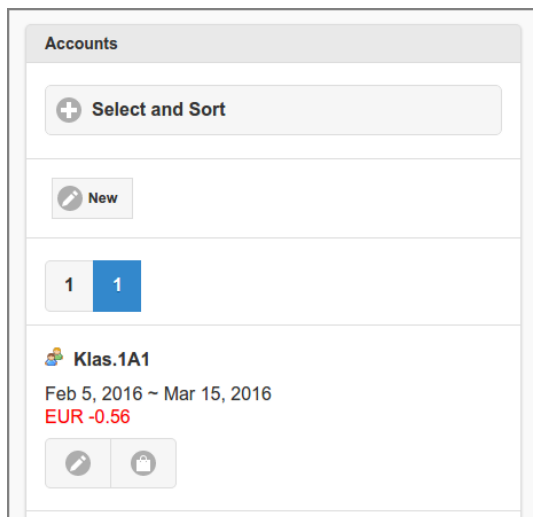 Accounts
Select and Sort
New
1 1
Klas.1A1
Feb 5, 2016 ~ Mar 15, 2016
EUR -0.56